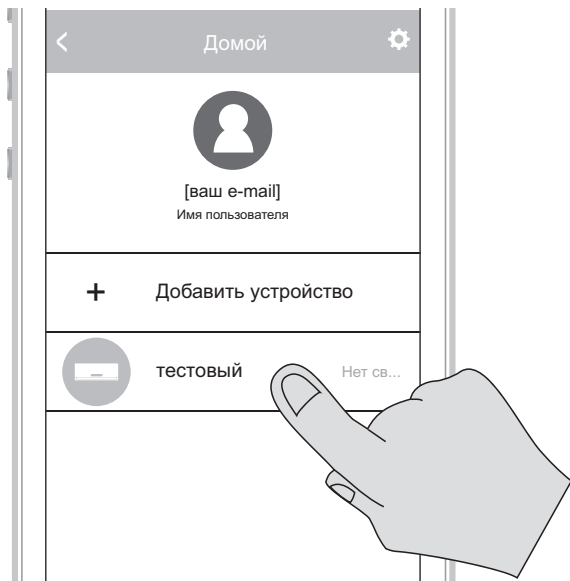 Домой
[ваш e-mail]
Имя пользователя
+ Добавить устройство
тестовый Нет св...